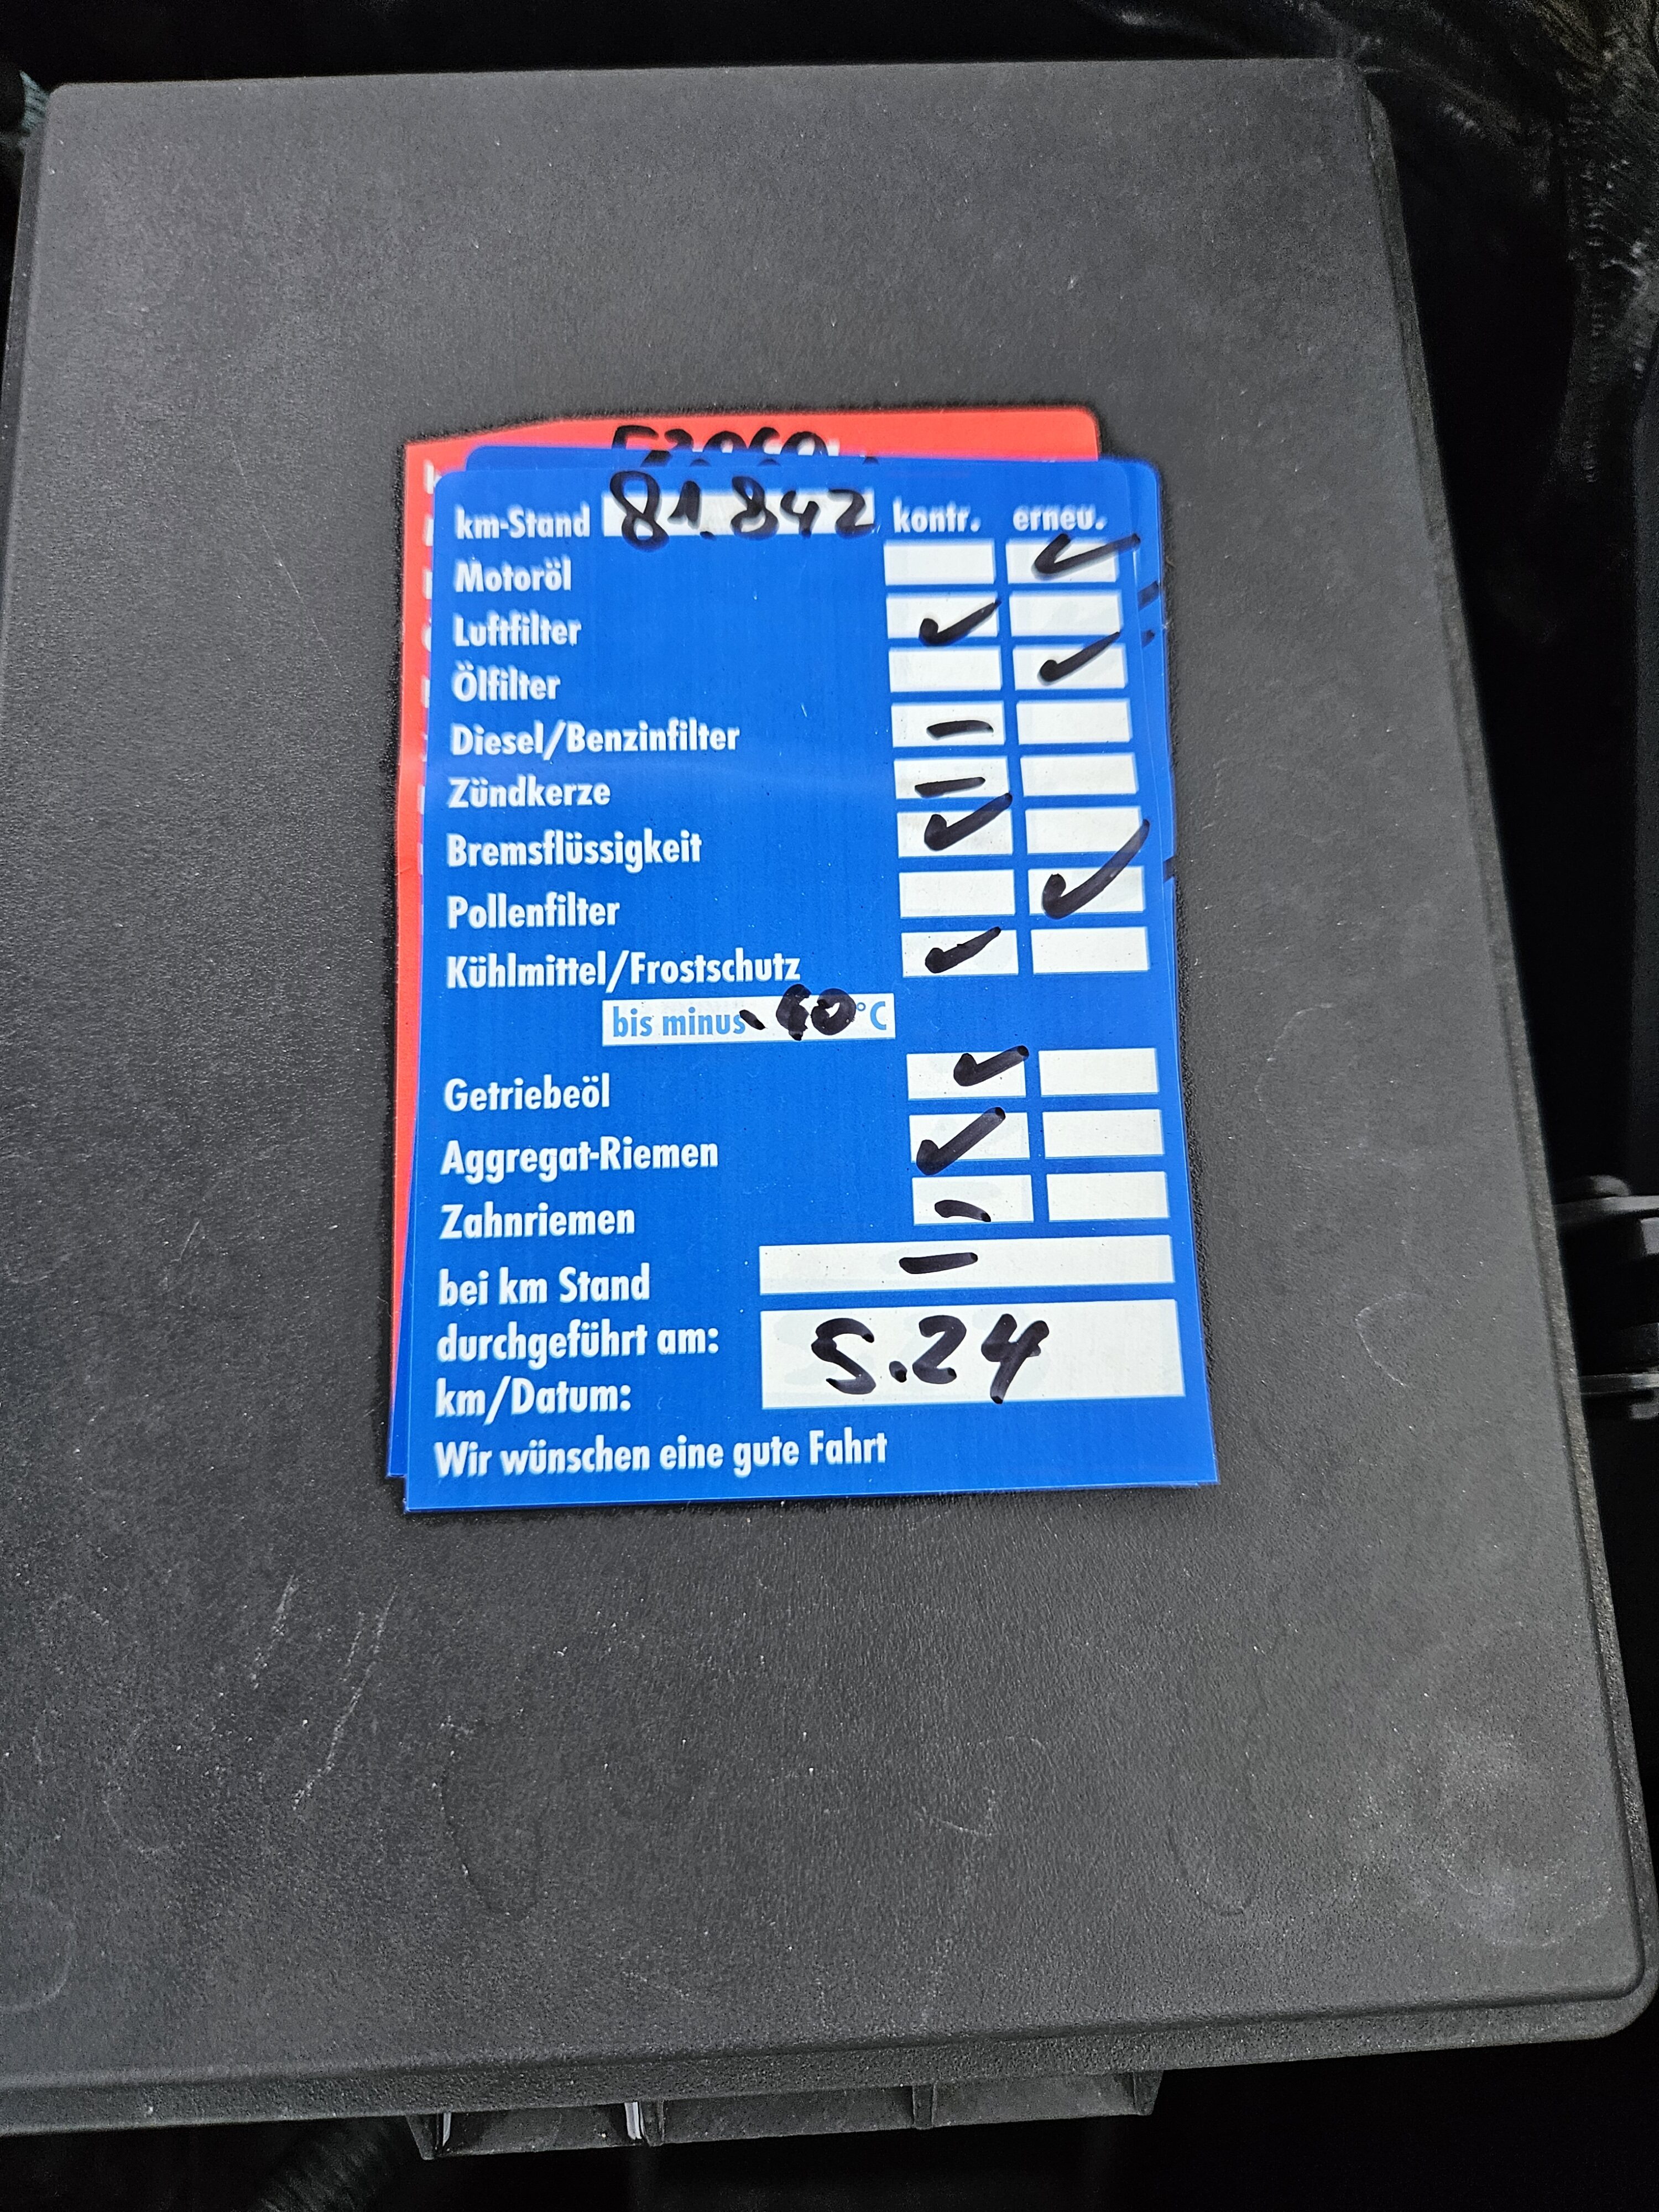 km-Stand 81.842 kontr. erneu.
Motoröl ✓
Luftfilter ✓
Ölfilter ✓
Diesel/Benzinfilter –
Zündkerze –
Bremsflüssigkeit ✓
Pollenfilter ✓
Kühlmittel/Frostschutz ✓
bis minus - 40 °C
Getriebeöl ✓
Aggregat-Riemen ✓
Zahnriemen –
bei km Stand –
durchgeführt am: 5.24
km/Datum:
Wir wünschen eine gute Fahrt